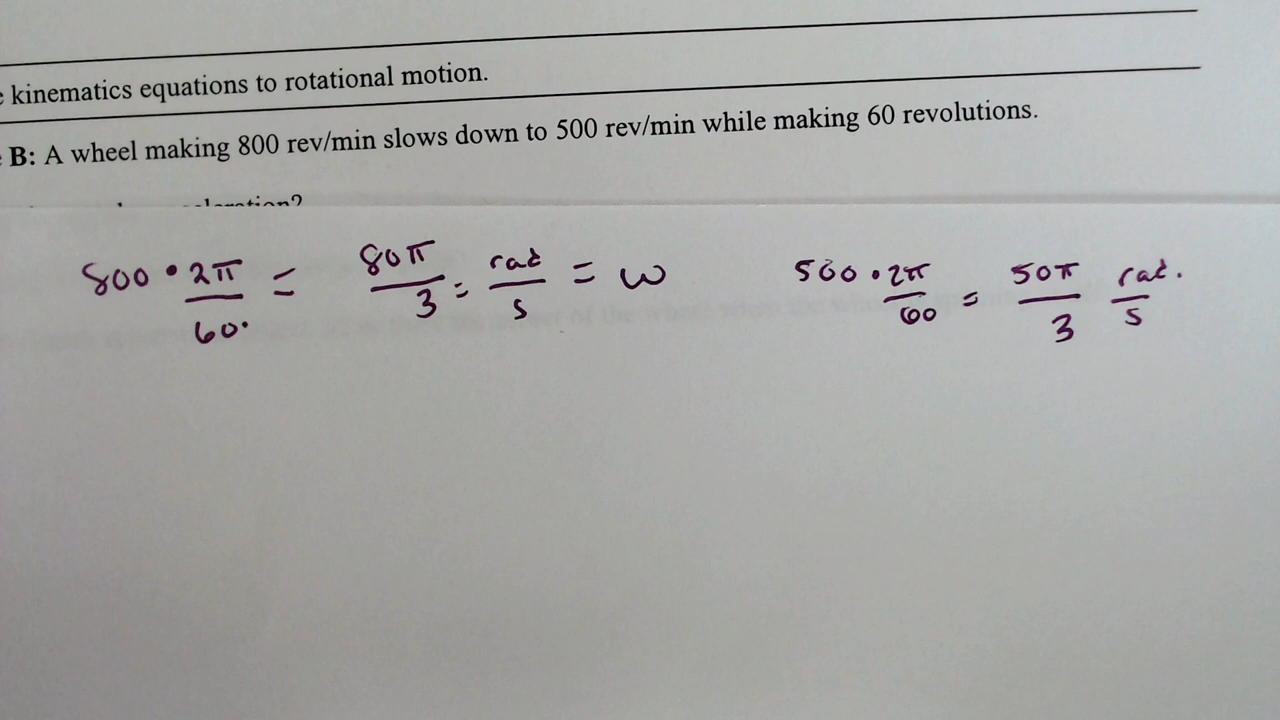 kinematics equations to rotational motion.
B: A wheel making 800 rev/min slows down to 500 rev/min while making 60 revolutions.
800 • 2π/60 = 80π/3 = rad/s = ω
500 • 2π/60 = 50π/3 rad./s